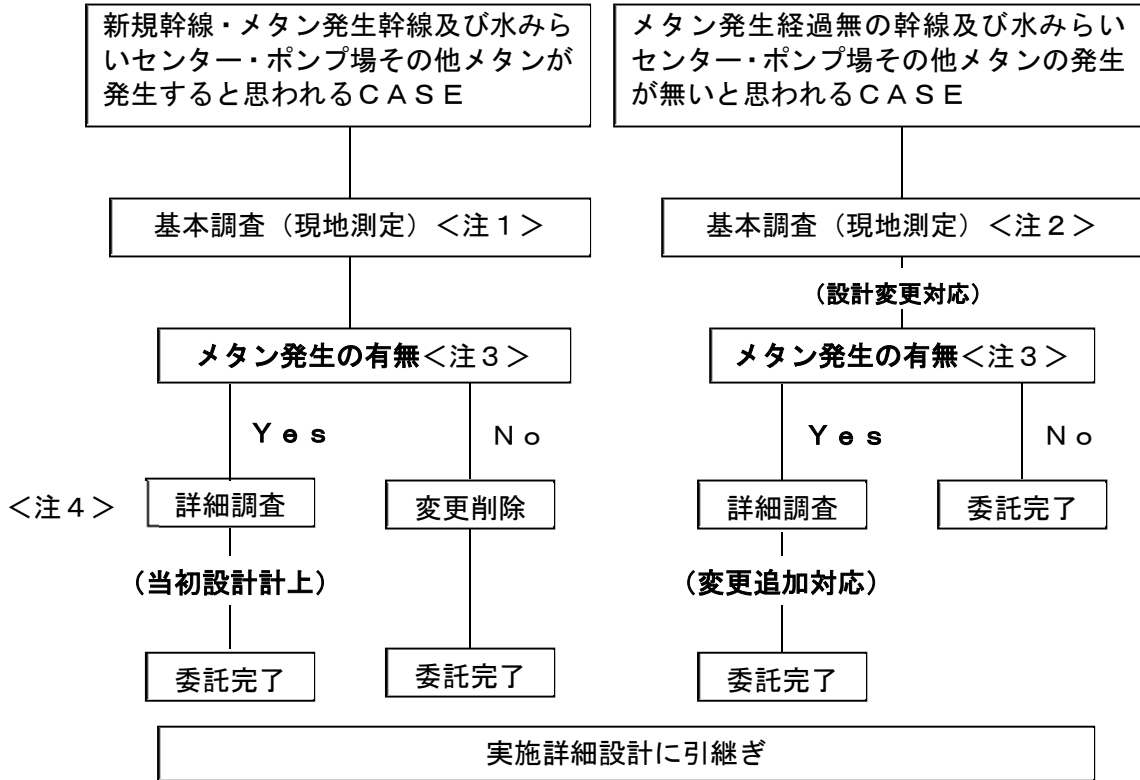 新規幹線・メタン発生幹線及び水みら
いセンター・ポンプ場その他メタンが
発生すると思われるＣＡＳＥ
メタン発生経過無の幹線及び水みらい
センター・ポンプ場その他メタンの発生
が無いと思われるＣＡＳＥ
基本調査（現地測定）＜注１＞
基本調査（現地測定）＜注２＞
（設計変更対応）
メタン発生の有無＜注３＞
メタン発生の有無＜注３＞
Ｙｅｓ
Ｎｏ
Ｙｅｓ
Ｎｏ
＜注４＞
詳細調査
変更削除
詳細調査
委託完了
（当初設計計上）
（変更追加対応）
委託完了
委託完了
委託完了
実施詳細設計に引継ぎ